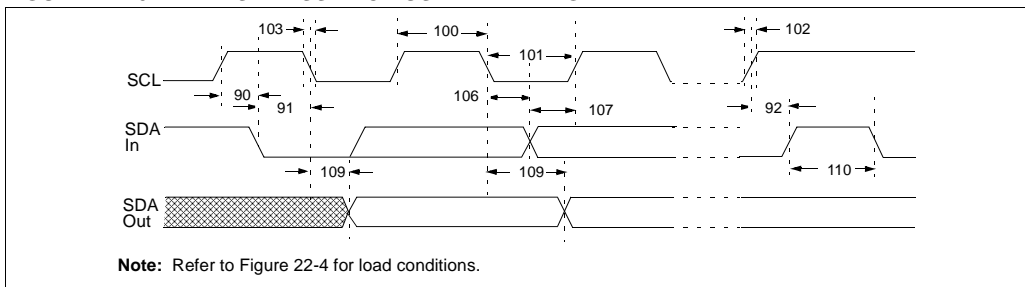 103
100
101
102
SCL
90
91
106
107
92
SDA
In
109
109
110
SDA
Out
Note: Refer to Figure 22-4 for load conditions.